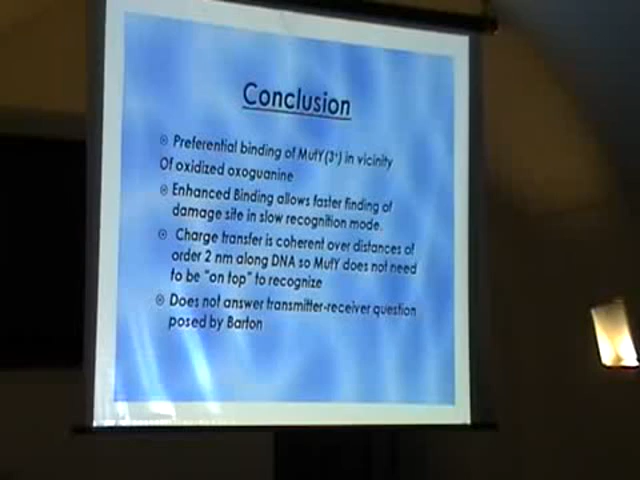 Conclusion
Preferential binding of MutY(3⁺) in vicinity
Of oxidized oxoguanine
Enhanced Binding allows faster finding of
damage site in slow recognition mode.
Charge transfer is coherent over distances of
order 2 nm along DNA so MutY does not need
to be "on top" to recognize
Does not answer transmitter-receiver question
posed by Barton